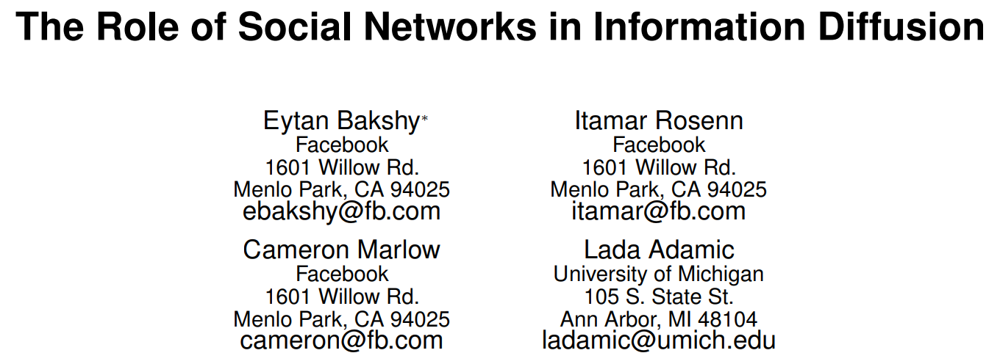 The Role of Social Networks in Information Diffusion
Eytan Bakshy*
Facebook
1601 Willow Rd.
Menlo Park, CA 94025
ebakshy@fb.com
Itamar Rosenn
Facebook
1601 Willow Rd.
Menlo Park, CA 94025
itamar@fb.com
Cameron Marlow
Facebook
1601 Willow Rd.
Menlo Park, CA 94025
cameron@fb.com
Lada Adamic
University of Michigan
105 S. State St.
Ann Arbor, MI 48104
ladamic@umich.edu